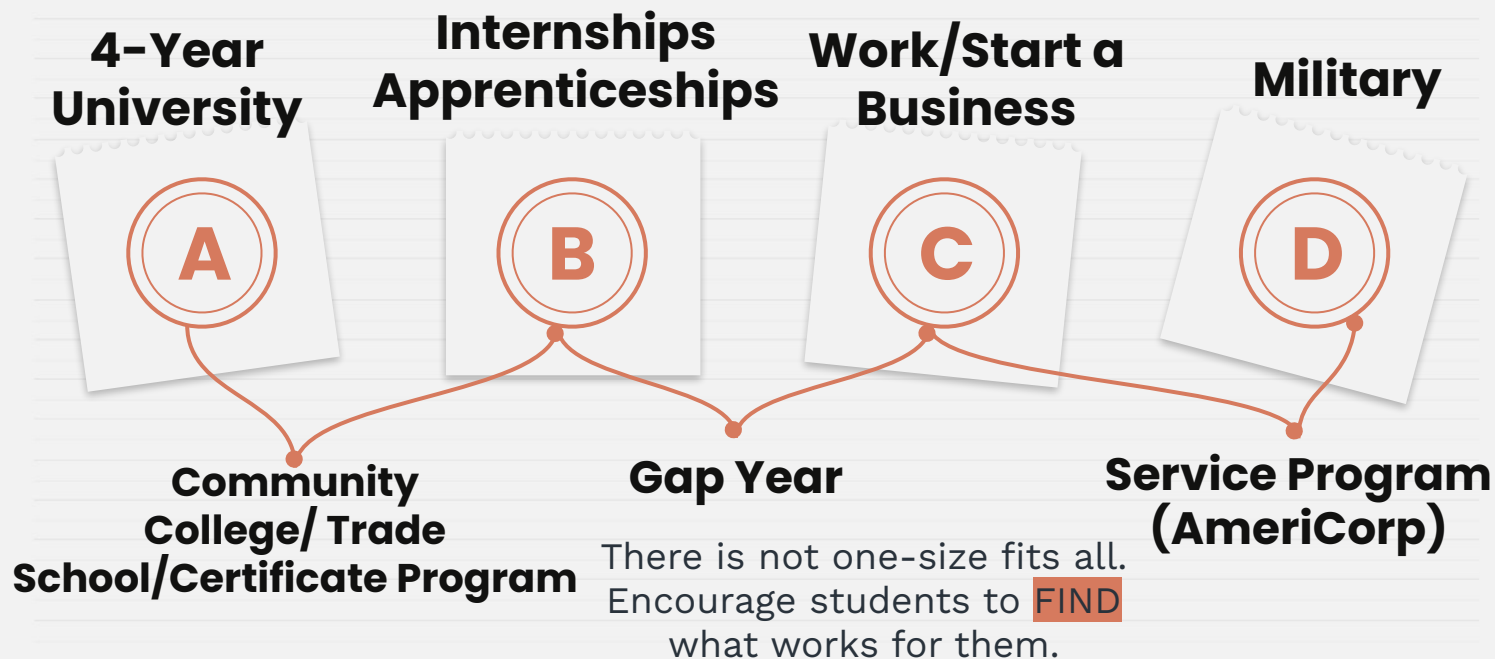 4-Year
University
Internships
Apprenticeships
Work/Start a
Business
Military
A
B
C
D
Community
College/ Trade
School/Certificate Program
Gap Year
Service Program
(AmeriCorp)
There is not one-size fits all.
Encourage students to FIND
what works for them.